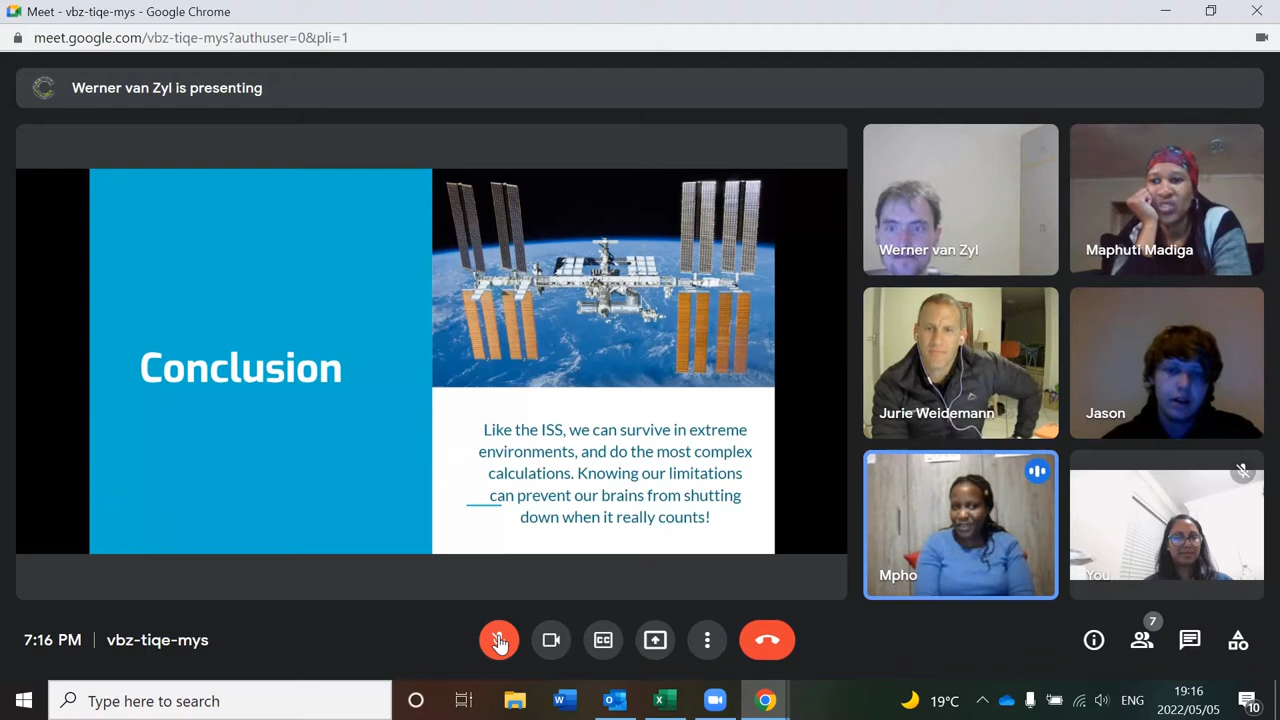 Meet - vbz-tiqe-mys - Google Chrome
meet.google.com/vbz-tiqe-mys?authuser=0&pli=1
Werner van Zyl is presenting
Conclusion
Like the ISS, we can survive in extreme
environments, and do the most complex
calculations. Knowing our limitations
can prevent our brains from shutting
down when it really counts!
Werner van Zyl
Maphuti Madiga
Jurie Weidemann
Jason
Mpho
You
7:16 PM
vbz-tiqe-mys
CC
7
Type here to search
19°C
ENG
19:16
2022/05/05
10